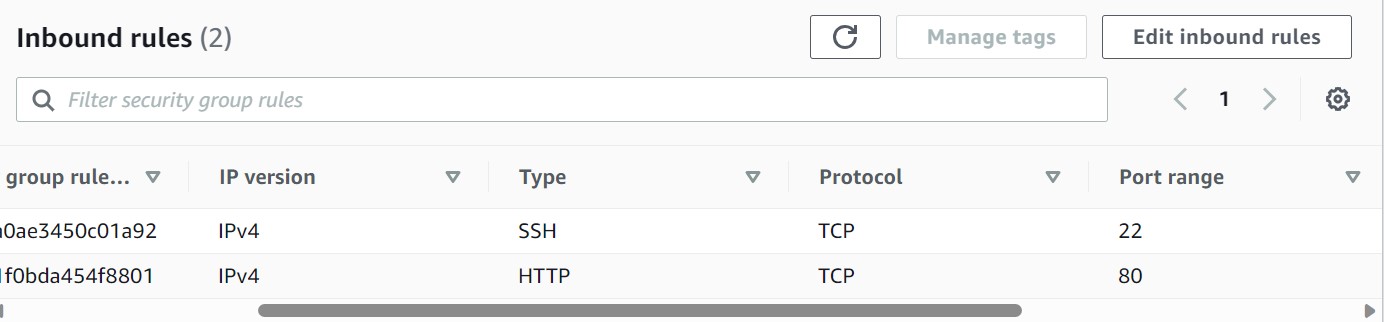 Inbound rules (2) Manage tags Edit inbound rules
Filter security group rules 1
group rule... IP version Type Protocol Port range
0ae3450c01a92 IPv4 SSH TCP 22
1f0bda454f8801 IPv4 HTTP TCP 80